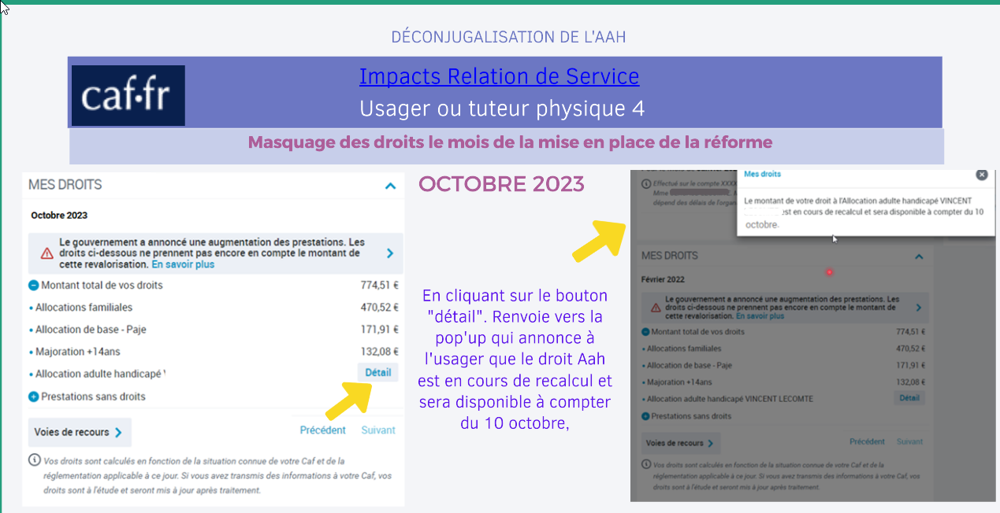 DÉCONJUGALISATION DE L'AAH
caf.fr
Impacts Relation de Service
Usager ou tuteur physique 4
Masquage des droits le mois de la mise en place de la réforme
MES DROITS
Octobre 2023
Le gouvernement a annoncé une augmentation des prestations. Les
droits ci-dessous ne prennent pas encore en compte le montant de
cette revalorisation. En savoir plus
Montant total de vos droits 774,51 €
• Allocations familiales 470,52 €
• Allocation de base - Paje 171,91 €
• Majoration +14ans 132,08 €
• Allocation adulte handicapé Détail
Prestations sans droits
Voies de recours
Précédent Suivant
Vos droits sont calculés en fonction de la situation connue de votre Caf et de la
réglementation applicable à ce jour. Si vous avez transmis des informations à votre Caf, vos
droits sont à l'étude et seront mis à jour après traitement.
OCTOBRE 2023
En cliquant sur le bouton
"détail". Renvoie vers la
pop'up qui annonce à
l'usager que le droit Aah
est en cours de recalcul et
sera disponible à compter
du 10 octobre,
Effectué sur le compte XXXX
Mme
dépend des délais de l'organ
Mes droits
Le montant de votre droit à l'Allocation adulte handicapé VINCENT
est en cours de recalcul et sera disponible à compter du 10
octobre.
MES DROITS
Février 2022
Le gouvernement a annoncé une augmentation des prestations. Les
droits ci-dessous ne prennent pas encore en compte le montant de
cette revalorisation. En savoir plus
Montant total de vos droits 774,51 €
• Allocations familiales 470,52 €
• Allocation de base - Paje 171,91 €
• Majoration +14ans 132,08 €
• Allocation adulte handicapé VINCENT LECOMTE Détail
Prestations sans droits
Voies de recours
Précédent Suivant
Vos droits sont calculés en fonction de la situation connue de votre Caf et de la
réglementation applicable à ce jour. Si vous avez transmis des informations à votre Caf, vos
droits sont à l'étude et seront mis à jour après traitement.